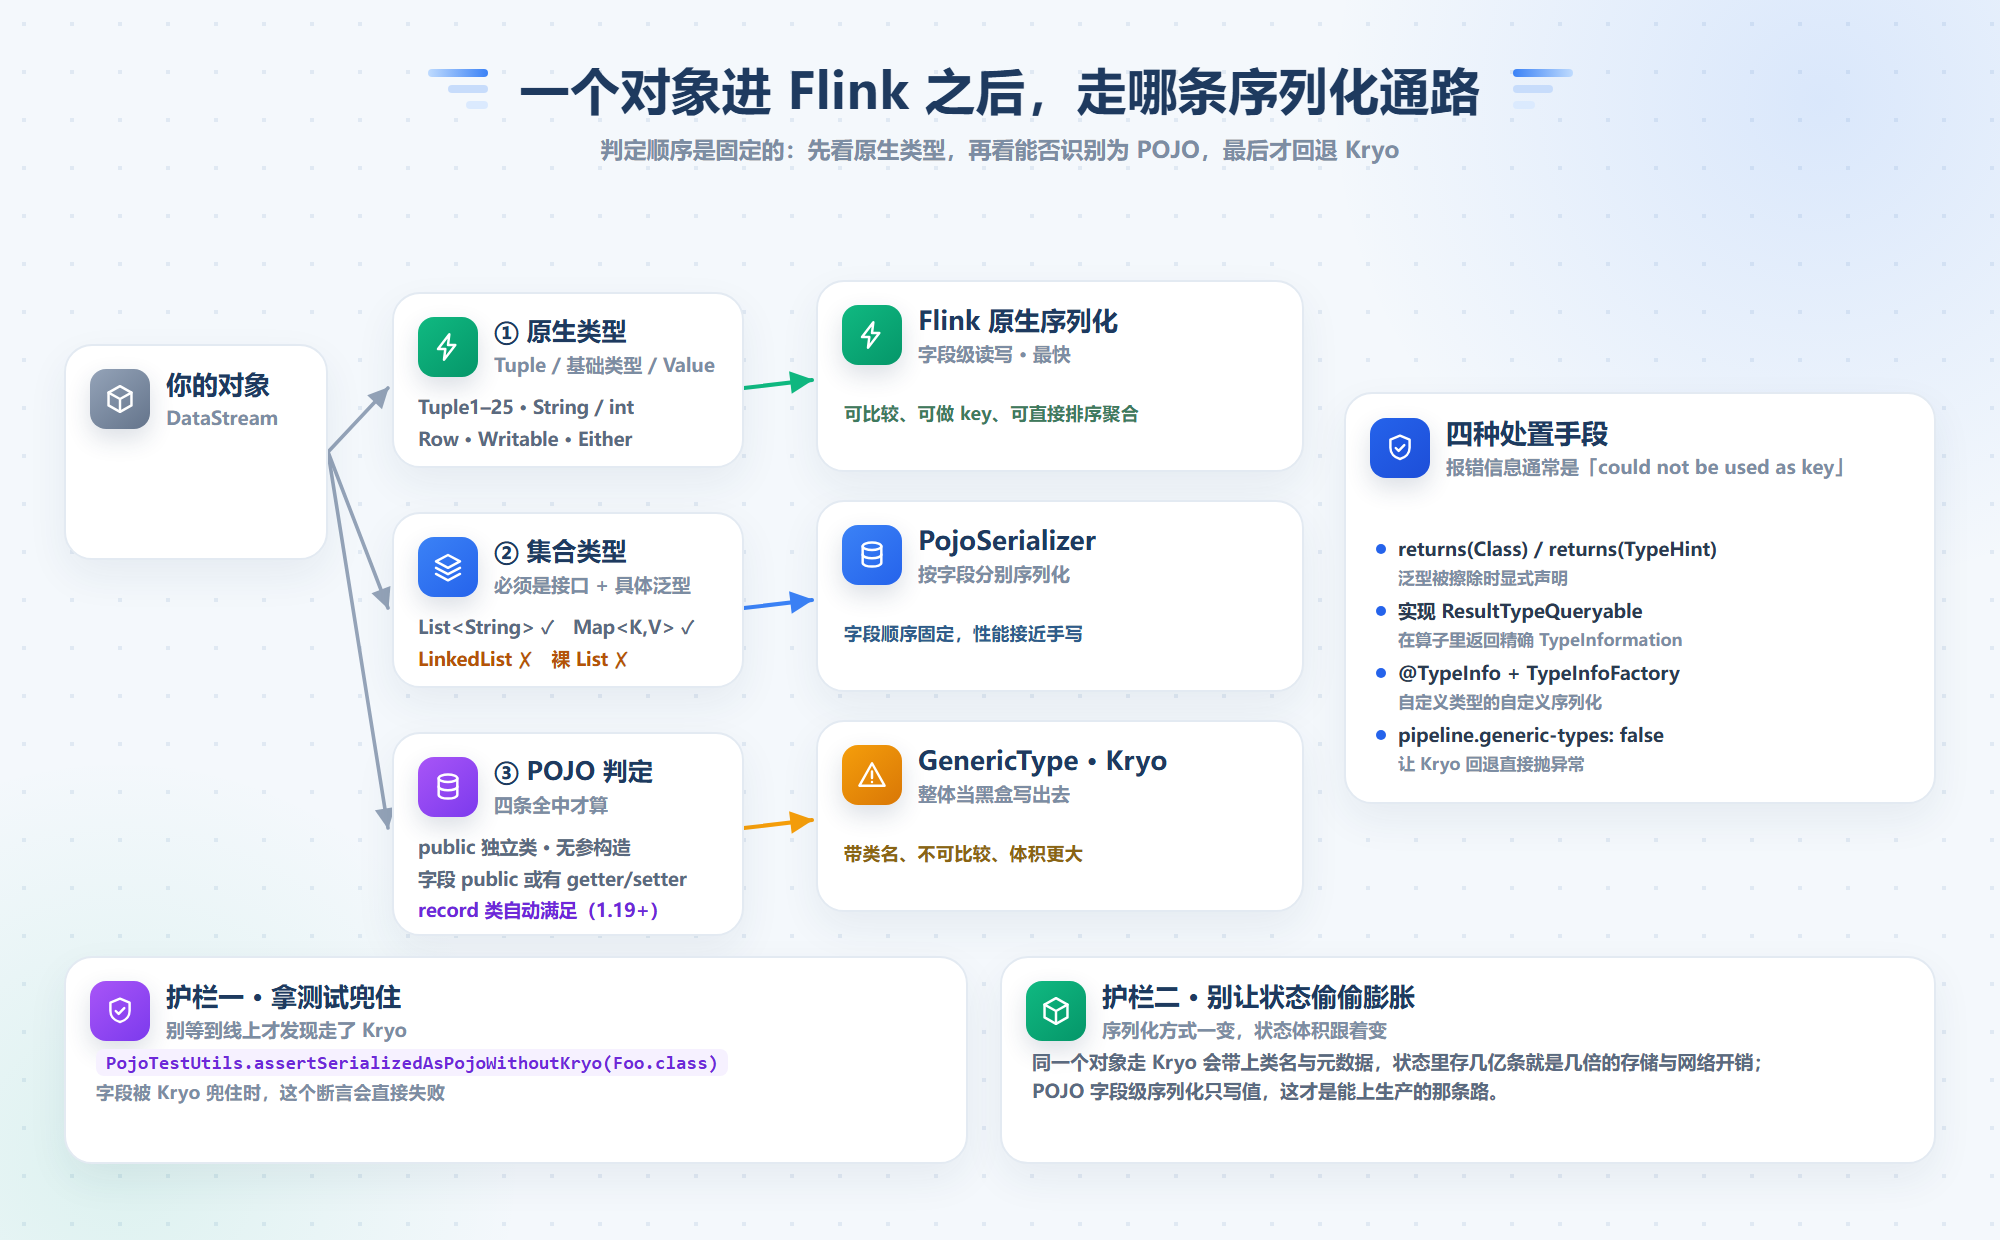 一个对象进 Flink 之后，走哪条序列化通路
判定顺序是固定的：先看原生类型，再看能否识别为 POJO，最后才回退 Kryo
你的对象
DataStream
① 原生类型
Tuple / 基础类型 / Value
Tuple1–25 • String / int
Row • Writable • Either
② 集合类型
必须是接口 + 具体泛型
List<String> ✓ Map<K,V> ✓
LinkedList ✗ 裸 List ✗
③ POJO 判定
四条全中才算
public 独立类 • 无参构造
字段 public 或有 getter/setter
record 类自动满足（1.19+）
Flink 原生序列化
字段级读写 • 最快
可比较、可做 key、可直接排序聚合
PojoSerializer
按字段分别序列化
字段顺序固定，性能接近手写
GenericType • Kryo
整体当黑盒写出去
带类名、不可比较、体积更大
四种处置手段
报错信息通常是「could not be used as key」
returns(Class) / returns(TypeHint)
泛型被擦除时显式声明
实现 ResultTypeQueryable
在算子里返回精确 TypeInformation
@TypeInfo + TypeInfoFactory
自定义类型的自定义序列化
pipeline.generic-types: false
让 Kryo 回退直接抛异常
护栏一 • 拿测试兜住
别等到线上才发现走了 Kryo
PojoTestUtils.assertSerializedAsPojoWithoutKryo(Foo.class)
字段被 Kryo 兜住时，这个断言会直接失败
护栏二 • 别让状态偷偷膨胀
序列化方式一变，状态体积跟着变
同一个对象走 Kryo 会带上类名与元数据，状态里存几亿条就是几倍的存储与网络开销；
POJO 字段级序列化只写值，这才是能上生产的那条路。